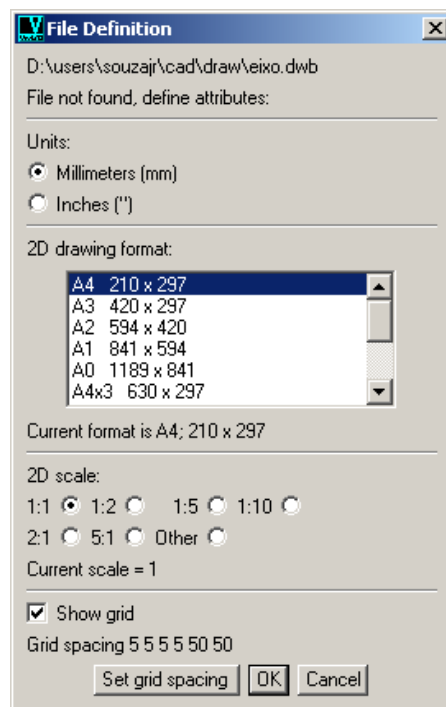 File Definition
D:\users\souzajr\cad\draw\eixo.dwb
File not found, define attributes:
Units:
Millimeters (mm)
Inches (")
2D drawing format:
A4 210 x 297
A3 420 x 297
A2 594 x 420
A1 841 x 594
A0 1189 x 841
A4x3 630 x 297
Current format is A4; 210 x 297
2D scale:
1:1 1:2 1:5 1:10
2:1 5:1 Other
Current scale = 1
Show grid
Grid spacing 5 5 5 5 50 50
Set grid spacing OK Cancel